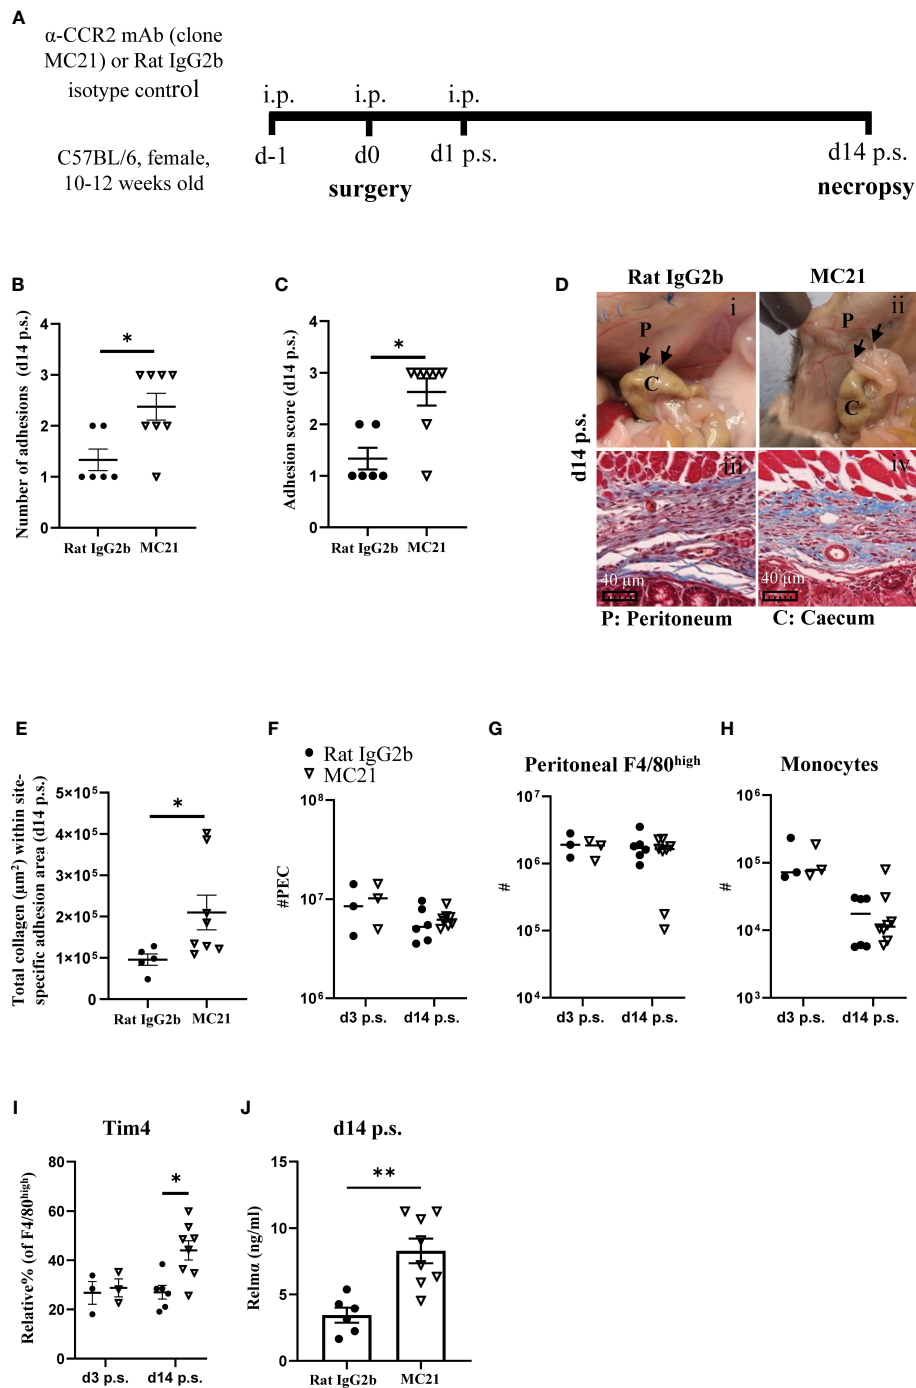 A
α-CCR2 mAb (clone
MC21) or Rat IgG2b
isotype control
i.p. i.p. i.p.
C57BL/6, female,
10-12 weeks old
d-1 d0 d1 p.s. d14 p.s.
surgery necropsy
B
Number of adhesions (d14 p.s.)
4
3
2
1
0
*
Rat IgG2b MC21
C
Adhesion score (d14 p.s.)
4
3
2
1
0
*
Rat IgG2b MC21
D
Rat IgG2b MC21
d14 p.s.
i
P
C
ii
P
C
iii
40 µm
iv
40 µm
P: Peritoneum C: Caecum
E
Total collagen (µm²) within site-
specific adhesion area (d14 p.s.)
5×10⁵
4×10⁵
3×10⁵
2×10⁵
1×10⁵
0
*
Rat IgG2b MC21
F
Rat IgG2b
MC21
#PEC
10⁸
10⁷
10⁶
d3 p.s. d14 p.s.
G
Peritoneal F4/80ʰⁱᵍʰ
#
10⁷
10⁶
10⁵
10⁴
d3 p.s. d14 p.s.
H
Monocytes
#
10⁶
10⁵
10⁴
10³
d3 p.s. d14 p.s.
I
Tim4
Relative% (of F4/80ʰⁱᵍʰ)
80
60
40
20
0
*
d3 p.s. d14 p.s.
J
d14 p.s.
Relmα (ng/ml)
15
10
5
0
**
Rat IgG2b MC21